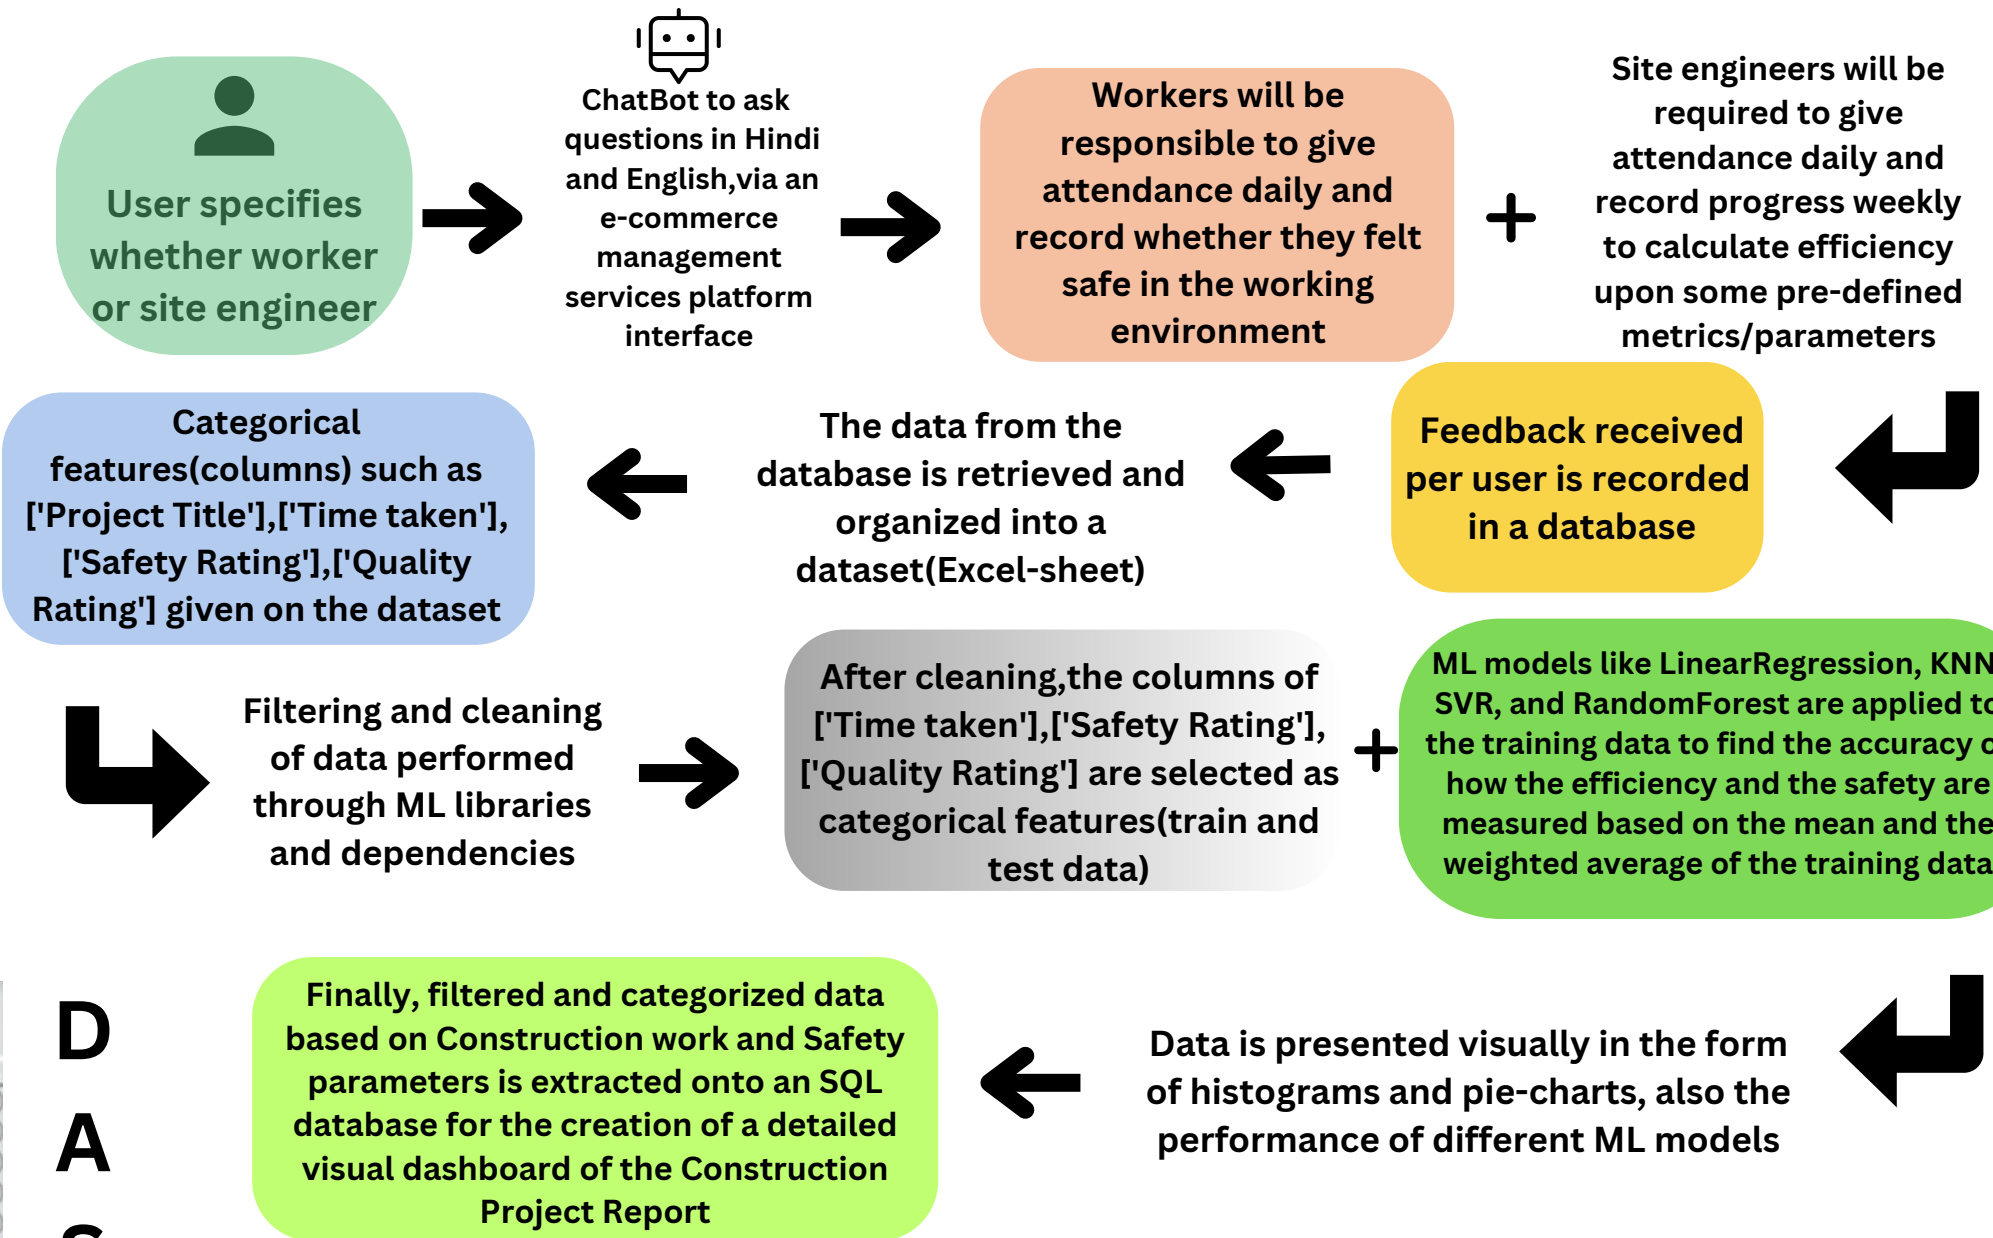 User specifies
whether worker
or site engineer
ChatBot to ask
questions in Hindi
and English,via an
e-commerce
management
services platform
interface
Workers will be
responsible to give
attendance daily and
record whether they felt
safe in the working
environment
+
Site engineers will be
required to give
attendance daily and
record progress weekly
to calculate efficiency
upon some pre-defined
metrics/parameters
Feedback received
per user is recorded
in a database
The data from the
database is retrieved and
organized into a
dataset(Excel-sheet)
Categorical
features(columns) such as
['Project Title'],['Time taken'],
['Safety Rating'],['Quality
Rating'] given on the dataset
Filtering and cleaning
of data performed
through ML libraries
and dependencies
After cleaning,the columns of
['Time taken'],['Safety Rating'],
['Quality Rating'] are selected as
categorical features(train and
test data)
+
ML models like LinearRegression, KNN
SVR, and RandomForest are applied to
the training data to find the accuracy
how the efficiency and the safety are
measured based on the mean and the
weighted average of the training data
Data is presented visually in the form
of histograms and pie-charts, also the
performance of different ML models
Finally, filtered and categorized data
based on Construction work and Safety
parameters is extracted onto an SQL
database for the creation of a detailed
visual dashboard of the Construction
Project Report
D
A
S